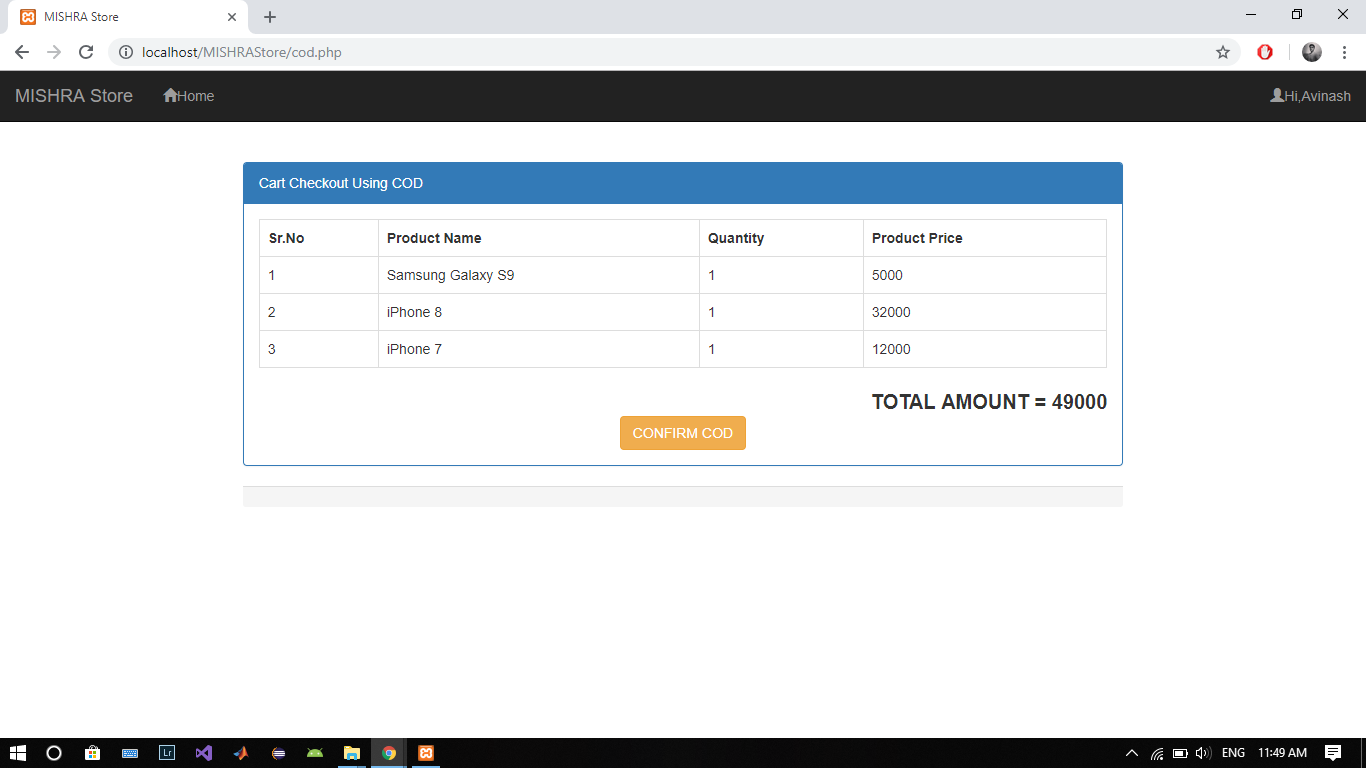 MISHRA Store
localhost/MISHRAStore/cod.php
MISHRA Store Home Hi,Avinash
Cart Checkout Using COD
Sr.No Product Name Quantity Product Price
1 Samsung Galaxy S9 1 5000
2 iPhone 8 1 32000
3 iPhone 7 1 12000
TOTAL AMOUNT = 49000
CONFIRM COD
Lr ENG 11:49 AM